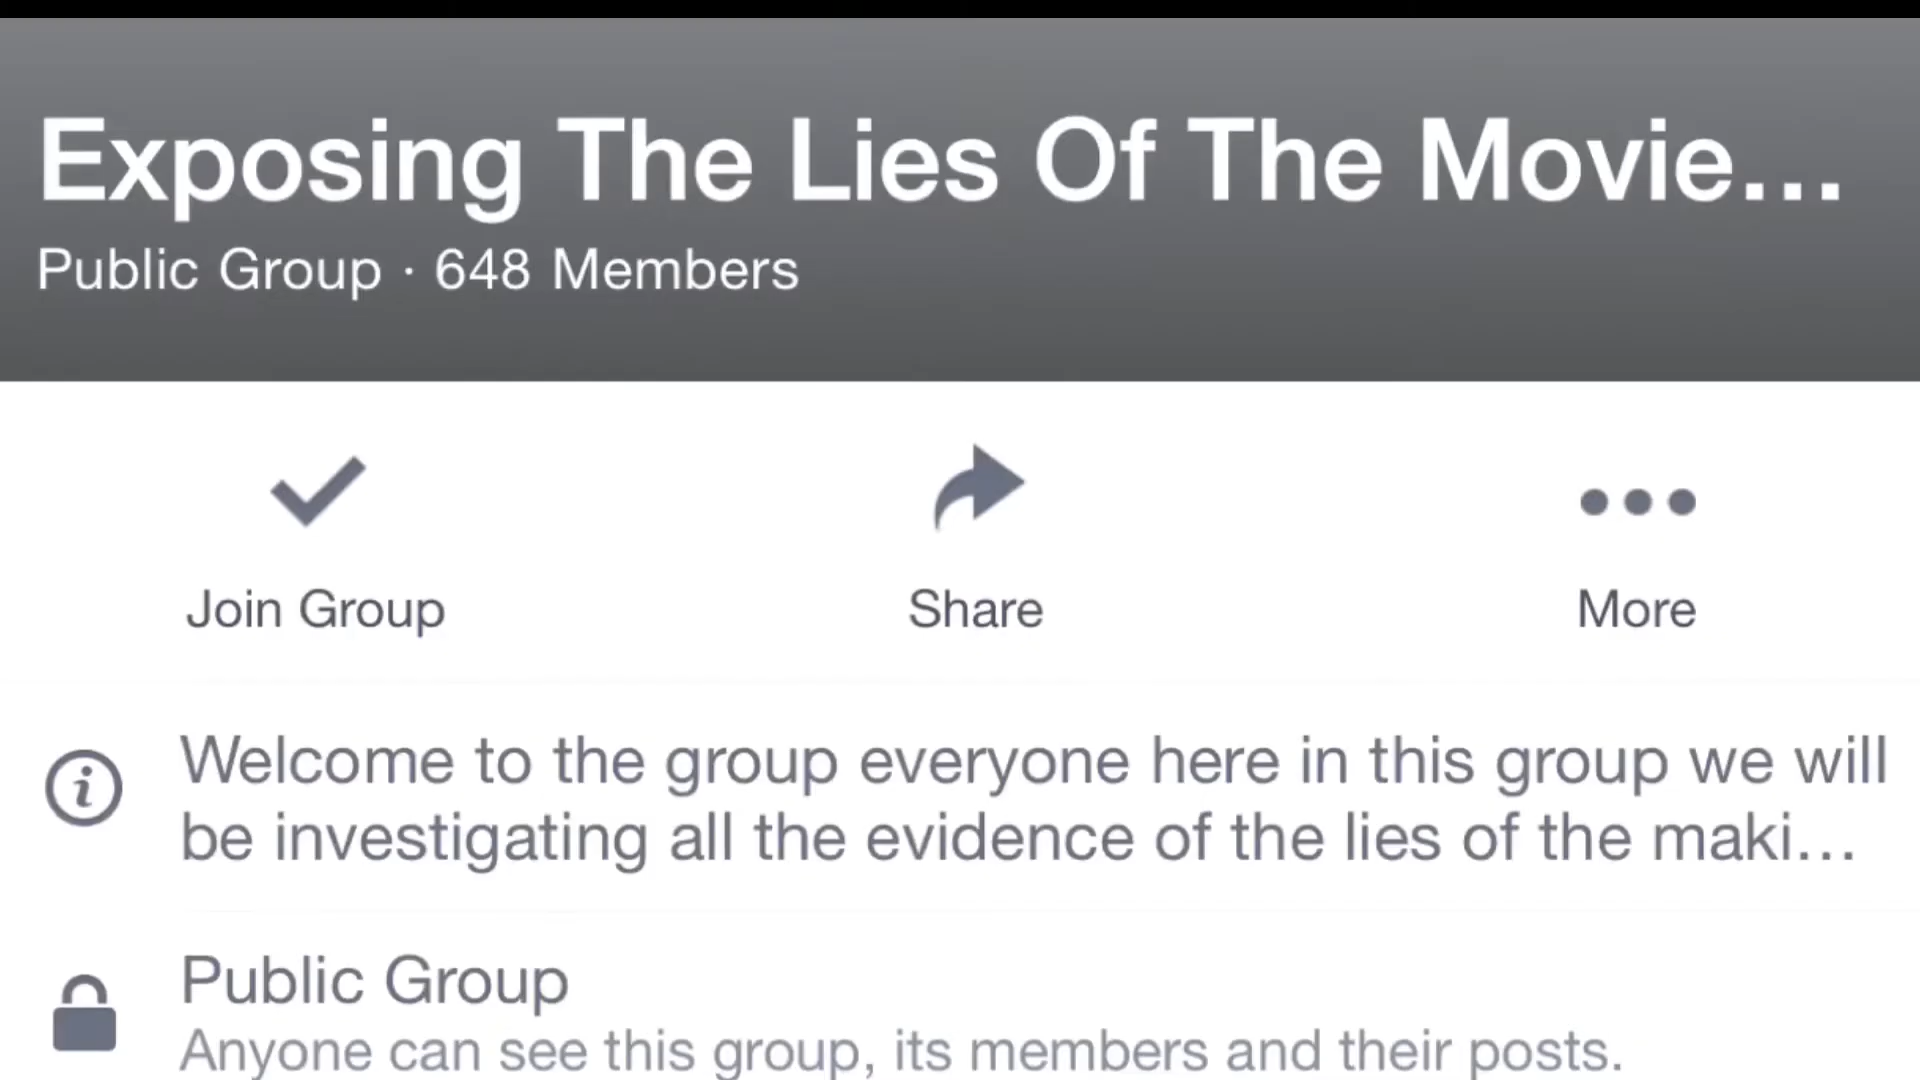 Exposing The Lies Of The Movie...
Public Group · 648 Members
Join Group
Share
More
Welcome to the group everyone here in this group we will
be investigating all the evidence of the lies of the maki...
Public Group
Anyone can see this group, its members and their posts.